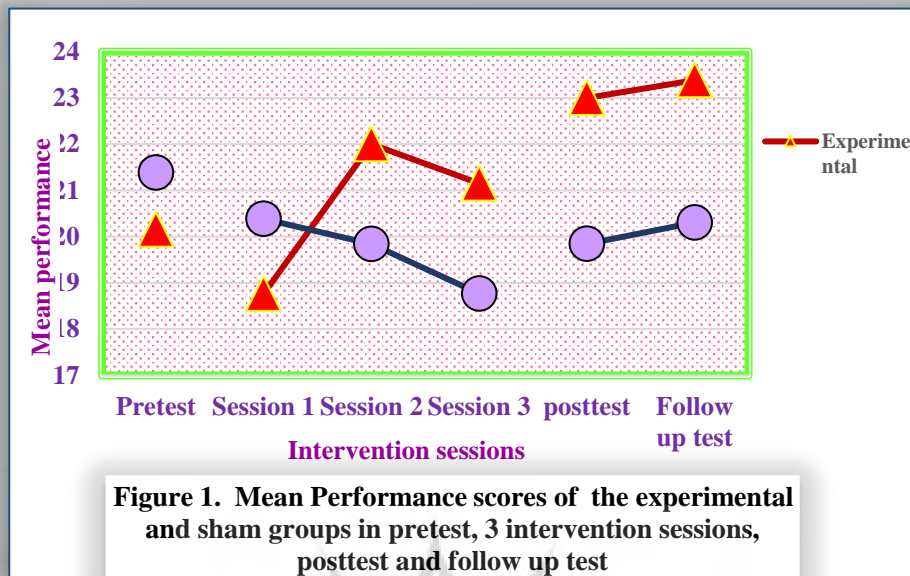 24
23
22
21
20
19
18
17
Mean performance
Pretest Session 1 Session 2 Session 3 posttest Follow
up test
Intervention sessions
Experime
ntal
Figure 1. Mean Performance scores of the experimental
and sham groups in pretest, 3 intervention sessions,
posttest and follow up test